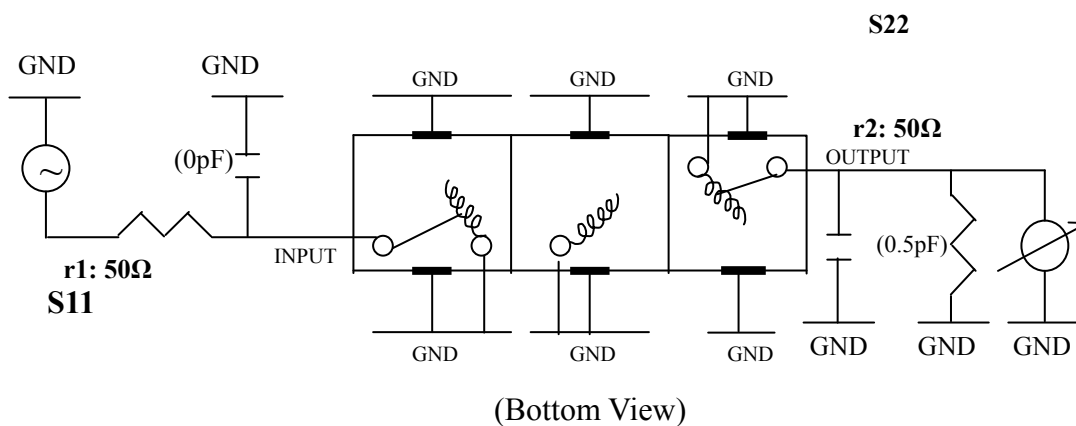 S22
GND
GND
GND
GND
GND
r2: 50Ω
OUTPUT
(0pF)
~
INPUT
(0.5pF)
r1: 50Ω
S11
GND
GND
GND
GND
GND
GND
(Bottom View)